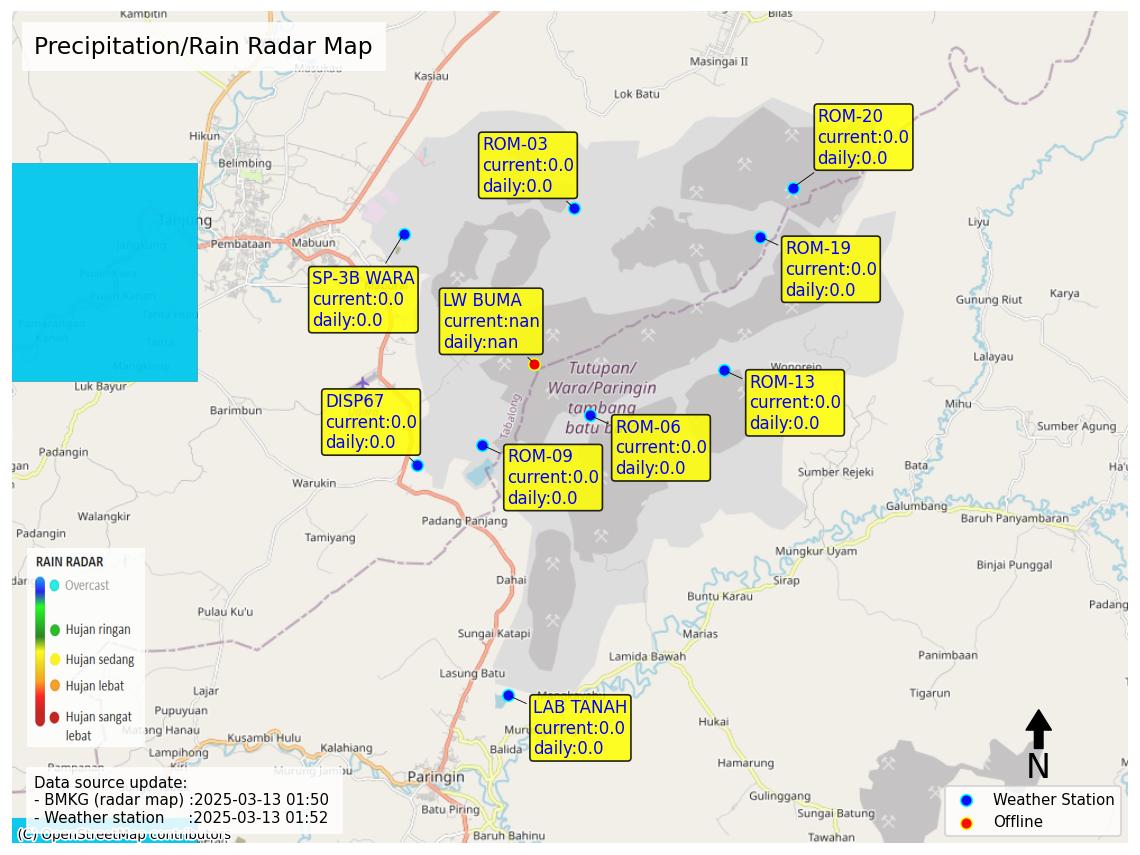 Kambitin
Bilas
Precipitation/Rain Radar Map
Masukau
Kasiau
Masingai II
Lok Batu
ROM-20
current:0.0
daily:0.0
Hikun
ROM-03
current:0.0
daily:0.0
Belimbing
Tanjung
Liyu
Jangkung
Pembataan
Mabuun
ROM-19
current:0.0
daily:0.0
SP-3B WARA
current:0.0
daily:0.0
LW BUMA
current:nan
daily:nan
Gunung Riut
Karya
Lalayau
Luk Bayur
Tutupan/
Wara/Paringin
tambang
batu
Wonorejo
ROM-13
current:0.0
daily:0.0
Tabalong
DISP67
current:0.0
daily:0.0
Barimbun
Mihu
ROM-06
current:0.0
daily:0.0
Sumber Agung
Padangin
ROM-09
current:0.0
daily:0.0
Bata
Sumber Rejeki
Warukin
Galumbang
Walangkir
Padang Panjang
Baruh Panyambaran
Padangin
Tamiyang
Mungkur Uyam
Binjai Punggal
RAIN RADAR
Overcast
Hujan ringan
Hujan sedang
Hujan lebat
Hujan sangat
lebat
Dahai
Sirap
Buntu Karau
Padang
Pulau Ku'u
Sungai Katapi
Marias
Lamida Bawah
Panimbaan
Lasung Batu
Lajar
Tigarun
Pupuyuan
LAB TANAH
current:0.0
daily:0.0
Hukai
Matang Hanau
Kusambi Hulu
Kalahiang
Balida
Lampihong
Hamarung
N
Murung Jambu
Paringin
Data source update:
- BMKG (radar map) :2025-03-13 01:50
- Weather station :2025-03-13 01:52
Gulinggang
Weather Station
Offline
Batu Piring
Sungai Batung
Baruh Bahinu
Tawahan
(C) OpenStreetMap contributors